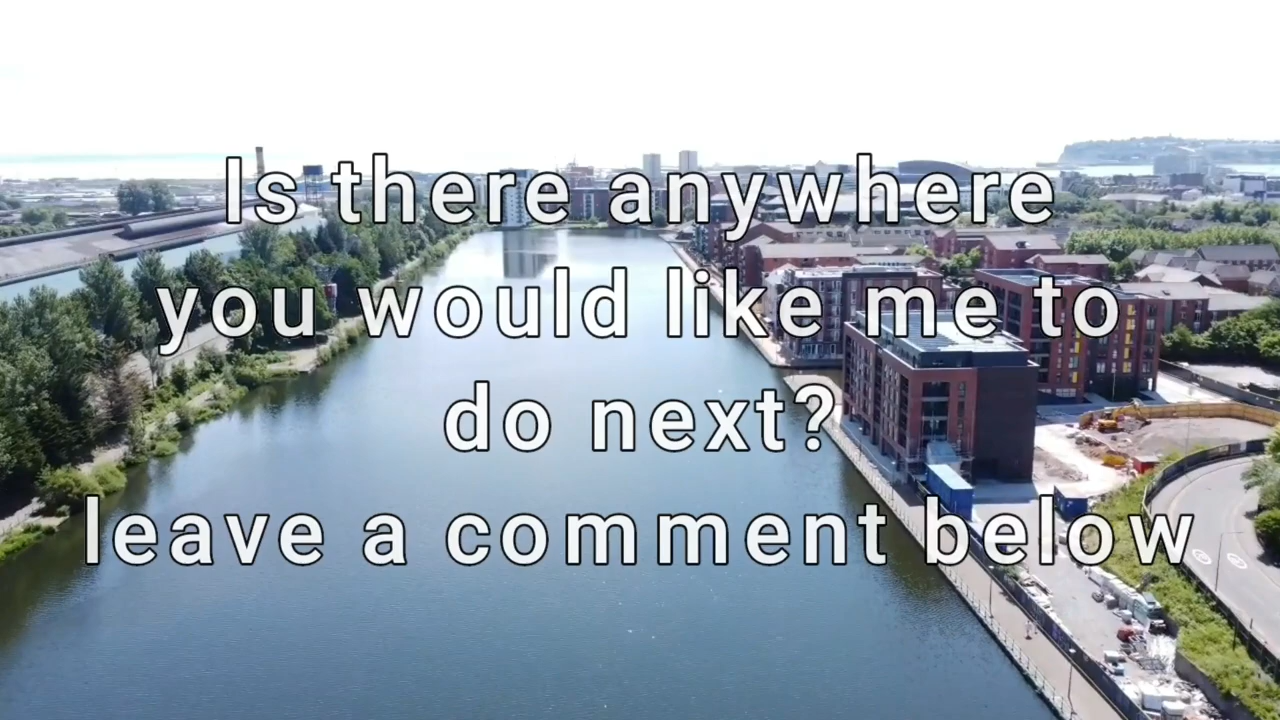 Is there anywhere
you would like me to
do next?
leave a comment below